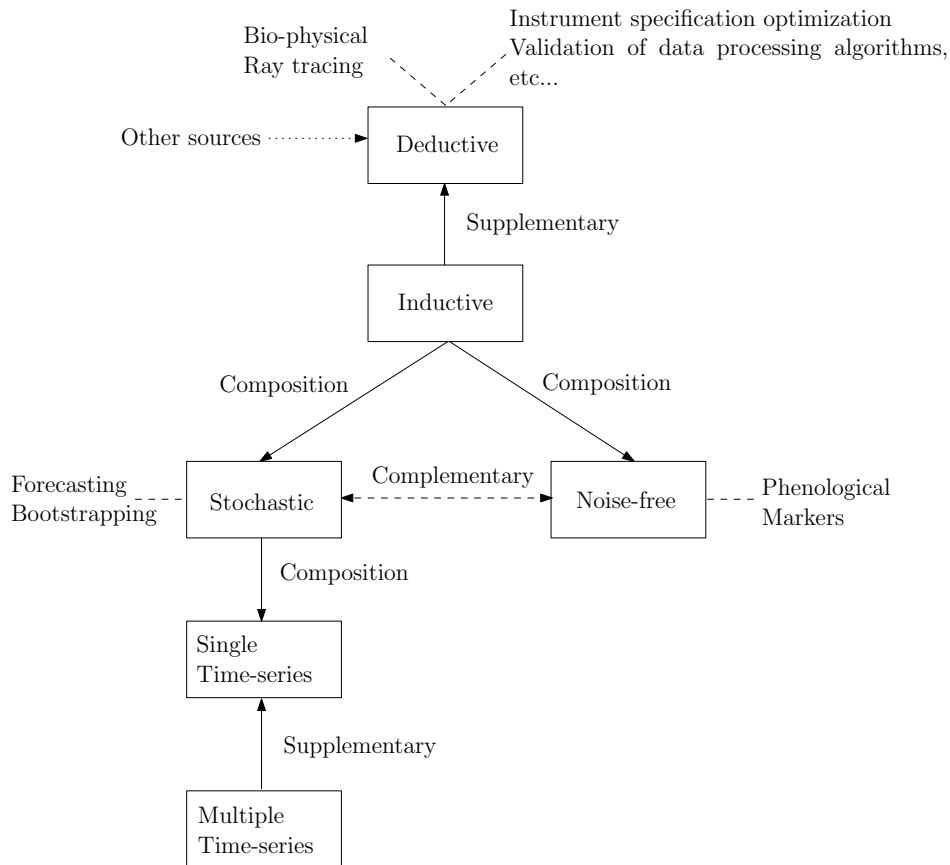 Bio-physical
Ray tracing
Instrument specification optimization
Validation of data processing algorithms,
etc...
Other sources
Deductive
Supplementary
Inductive
Composition
Composition
Forecasting
Bootstrapping
Stochastic
Complementary
Noise-free
Phenological
Markers
Composition
Single
Time-series
Supplementary
Multiple
Time-series